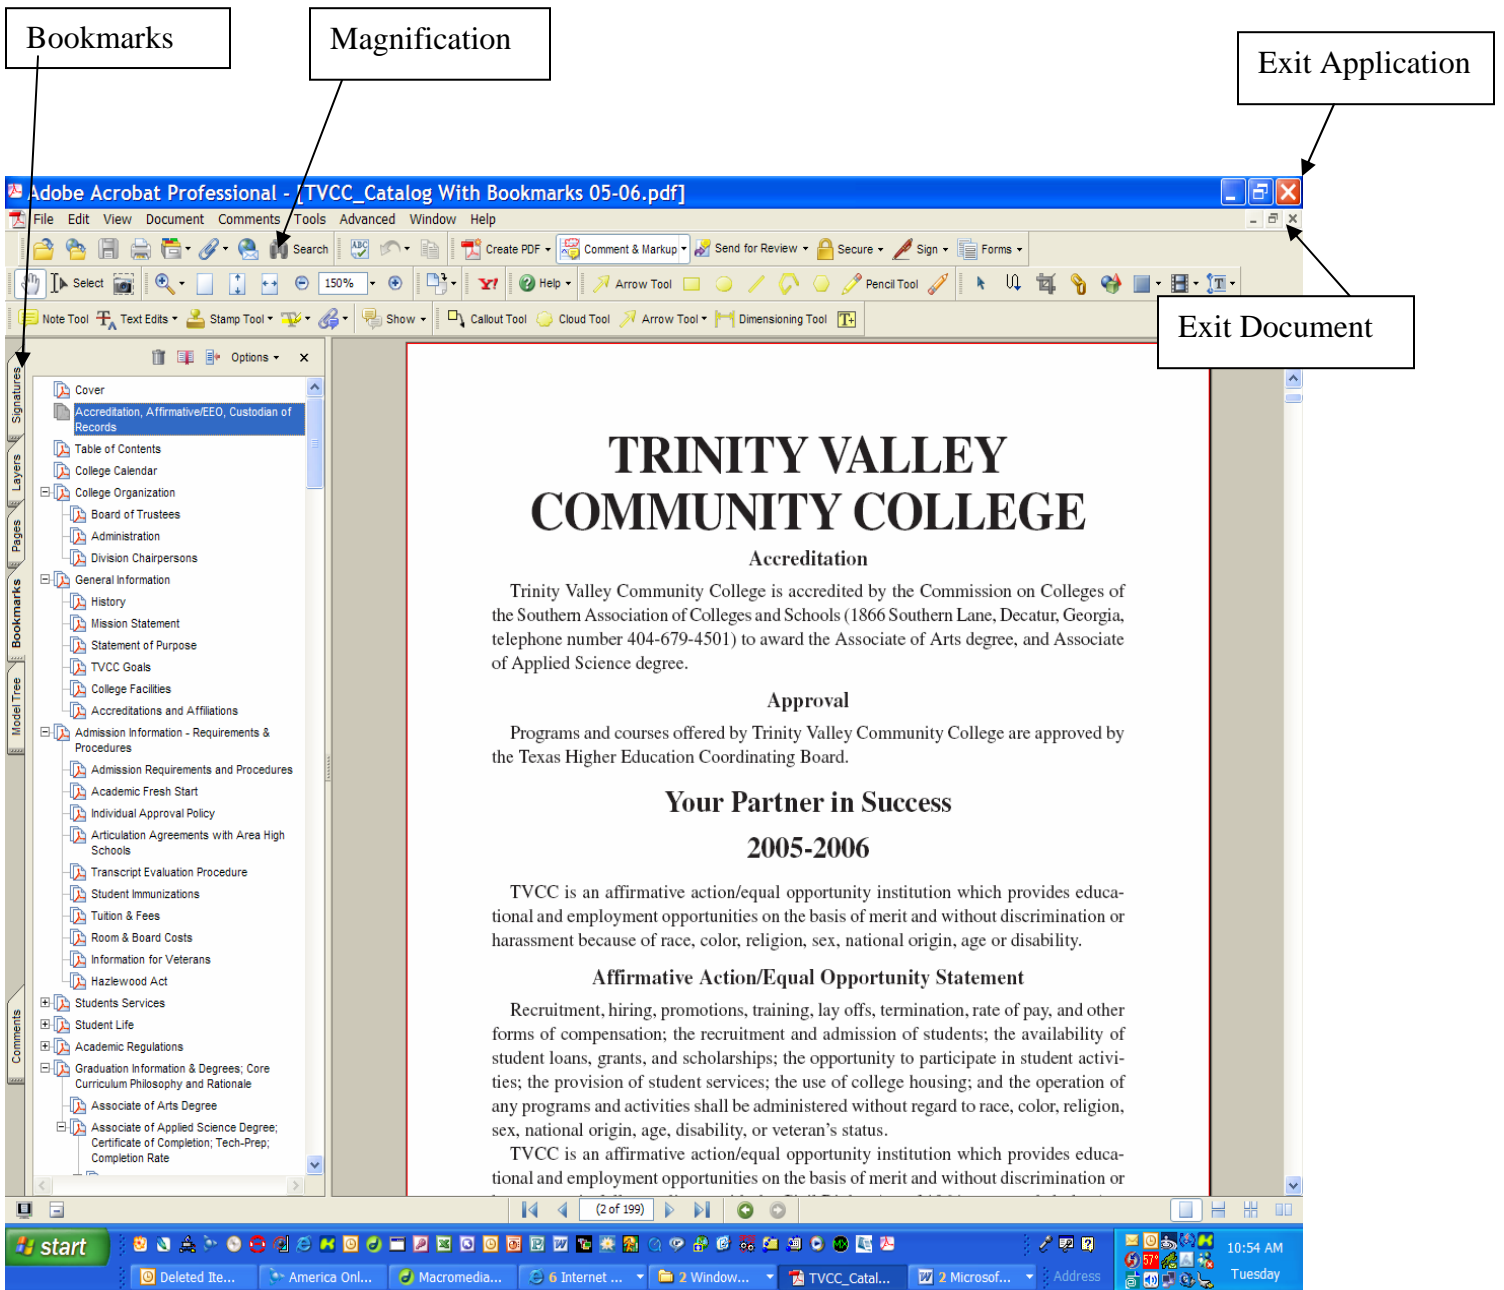 Bookmarks
Magnification
Exit Application
Adobe Acrobat Professional - [TVCC_Catalog With Bookmarks 05-06.pdf]
File Edit View Document Comments Tools Advanced Window Help
Search Create PDF Comment & Markup Send for Review Secure Sign Forms
Select 150% Y! Help Arrow Tool Pencil Tool
Note Tool Text Edits Stamp Tool Show Callout Tool Cloud Tool Arrow Tool Dimensioning Tool
Exit Document
Options
Signatures
Layers
Pages
Bookmarks
Model Tree
Comments
Cover
Accreditation, Affirmative/EEO, Custodian of
Records
Table of Contents
College Calendar
College Organization
Board of Trustees
Administration
Division Chairpersons
General Information
History
Mission Statement
Statement of Purpose
TVCC Goals
College Facilities
Accreditations and Affiliations
Admission Information - Requirements &
Procedures
Admission Requirements and Procedures
Academic Fresh Start
Individual Approval Policy
Articulation Agreements with Area High
Schools
Transcript Evaluation Procedure
Student Immunizations
Tuition & Fees
Room & Board Costs
Information for Veterans
Hazlewood Act
Students Services
Student Life
Academic Regulations
Graduation Information & Degrees; Core
Curriculum Philosophy and Rationale
Associate of Arts Degree
Associate of Applied Science Degree;
Certificate of Completion; Tech-Prep;
Completion Rate
TRINITY VALLEY
COMMUNITY COLLEGE
Accreditation
Trinity Valley Community College is accredited by the Commission on Colleges of
the Southern Association of Colleges and Schools (1866 Southern Lane, Decatur, Georgia,
telephone number 404-679-4501) to award the Associate of Arts degree, and Associate
of Applied Science degree.
Approval
Programs and courses offered by Trinity Valley Community College are approved by
the Texas Higher Education Coordinating Board.
Your Partner in Success
2005-2006
TVCC is an affirmative action/equal opportunity institution which provides educa-
tional and employment opportunities on the basis of merit and without discrimination or
harassment because of race, color, religion, sex, national origin, age or disability.
Affirmative Action/Equal Opportunity Statement
Recruitment, hiring, promotions, training, lay offs, termination, rate of pay, and other
forms of compensation; the recruitment and admission of students; the availability of
student loans, grants, and scholarships; the opportunity to participate in student activi-
ties; the provision of student services; the use of college housing; and the operation of
any programs and activities shall be administered without regard to race, color, religion,
sex, national origin, age, disability, or veteran's status.
TVCC is an affirmative action/equal opportunity institution which provides educa-
tional and employment opportunities on the basis of merit and without discrimination or
(2 of 199)
start
10:54 AM
Deleted Ite... America Onl... Macromedia... 6 Internet ... 2 Window... TVCC_Catal... 2 Microsof... Address
Tuesday